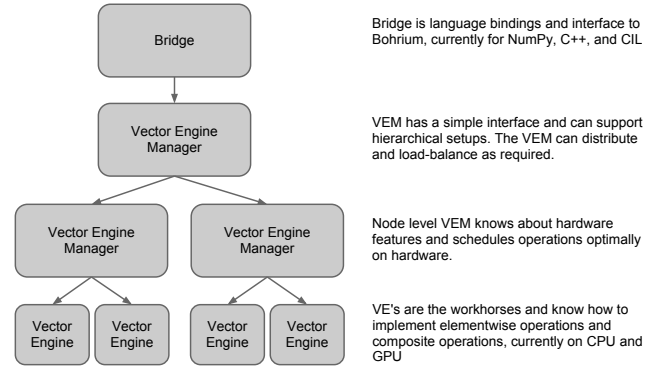 Bridge
Bridge is language bindings and interface to
Bohrium, currently for NumPy, C++, and CIL
Vector Engine
Manager
VEM has a simple interface and can support
hierarchical setups. The VEM can distribute
and load-balance as required.
Vector Engine
Manager
Vector Engine
Manager
Node level VEM knows about hardware
features and schedules operations optimally
on hardware.
Vector
Engine
Vector
Engine
Vector
Engine
Vector
Engine
VE's are the workhorses and know how to
implement elementwise operations and
composite operations, currently on CPU and
GPU